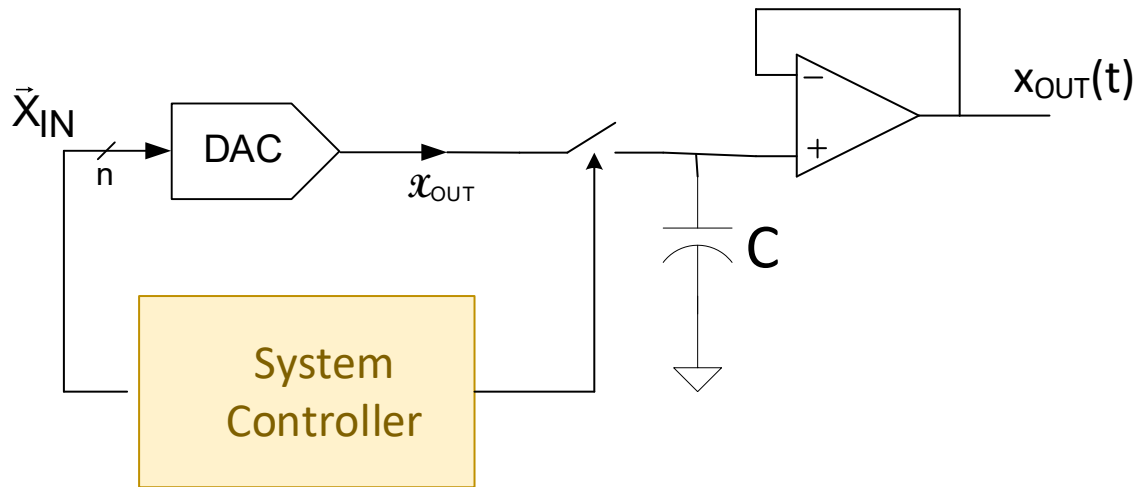 X⃗IN
n
DAC
𝓍OUT
−
+
xOUT(t)
C
System
Controller